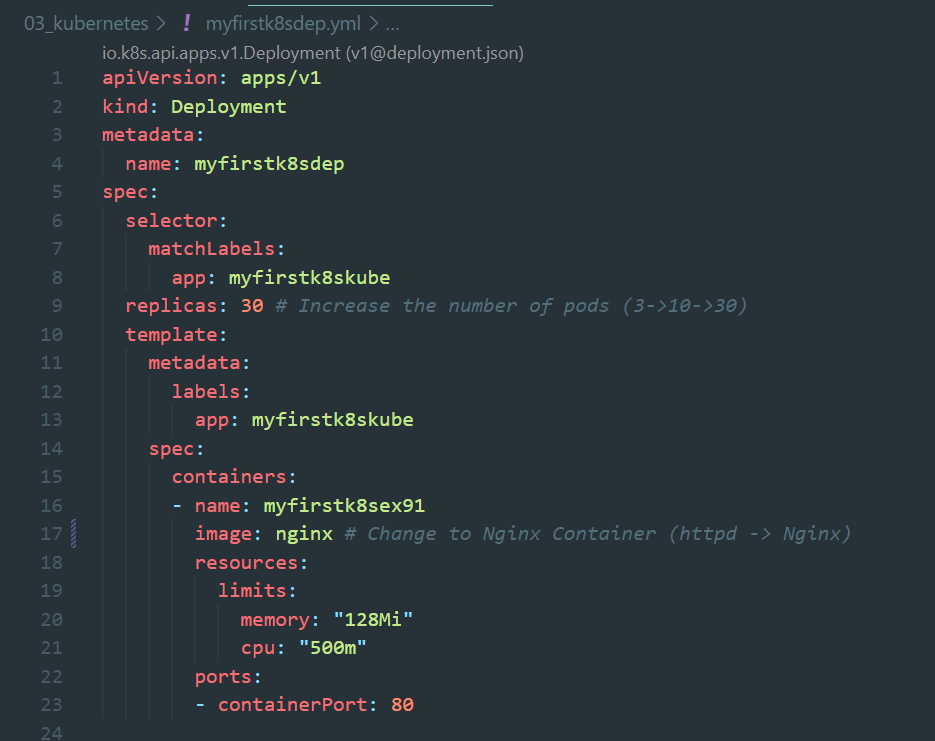 03_kubernetes > ! myfirstk8sdep.yml > ...
io.k8s.api.apps.v1.Deployment (v1@deployment.json)
1 apiVersion: apps/v1
2 kind: Deployment
3 metadata:
4   name: myfirstk8sdep
5 spec:
6   selector:
7     matchLabels:
8       app: myfirstk8skube
9   replicas: 30 # Increase the number of pods (3->10->30)
10   template:
11     metadata:
12       labels:
13         app: myfirstk8skube
14     spec:
15       containers:
16       - name: myfirstk8sex91
17         image: nginx # Change to Nginx Container (httpd -> Nginx)
18         resources:
19           limits:
20             memory: "128Mi"
21             cpu: "500m"
22         ports:
23         - containerPort: 80
24